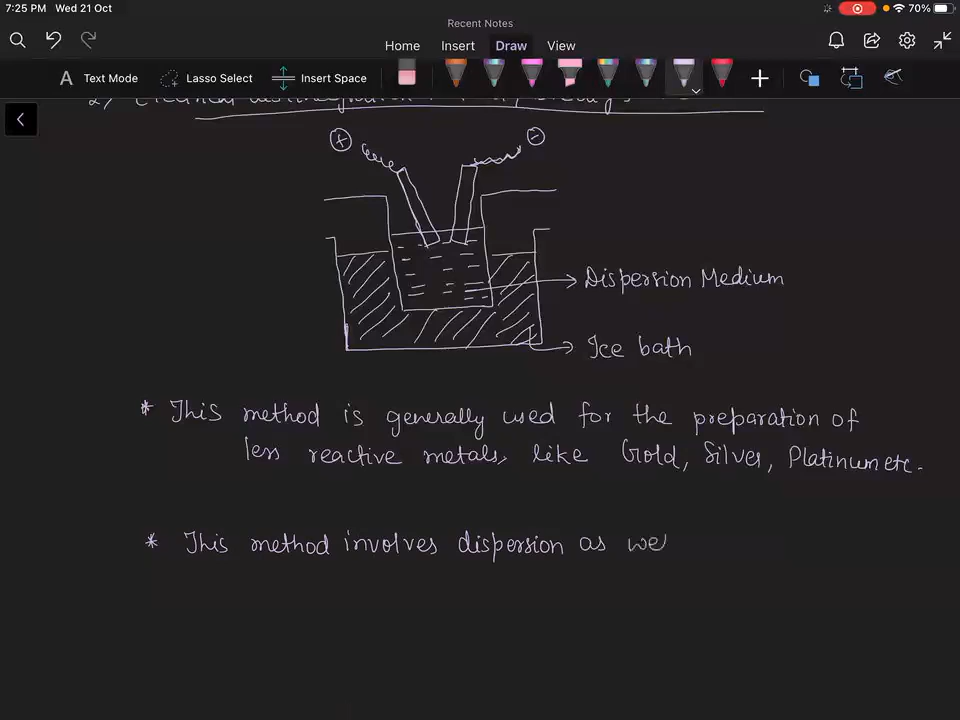 7:25 PM Wed 21 Oct
70%
Recent Notes
Home Insert Draw View
Text Mode Lasso Select Insert Space
2)
+ -
Dispersion Medium
Ice bath
* This method is generally used for the preparation of
less reactive metals, like Gold, Silver, Platinum etc.
* This method involves dispersion as we